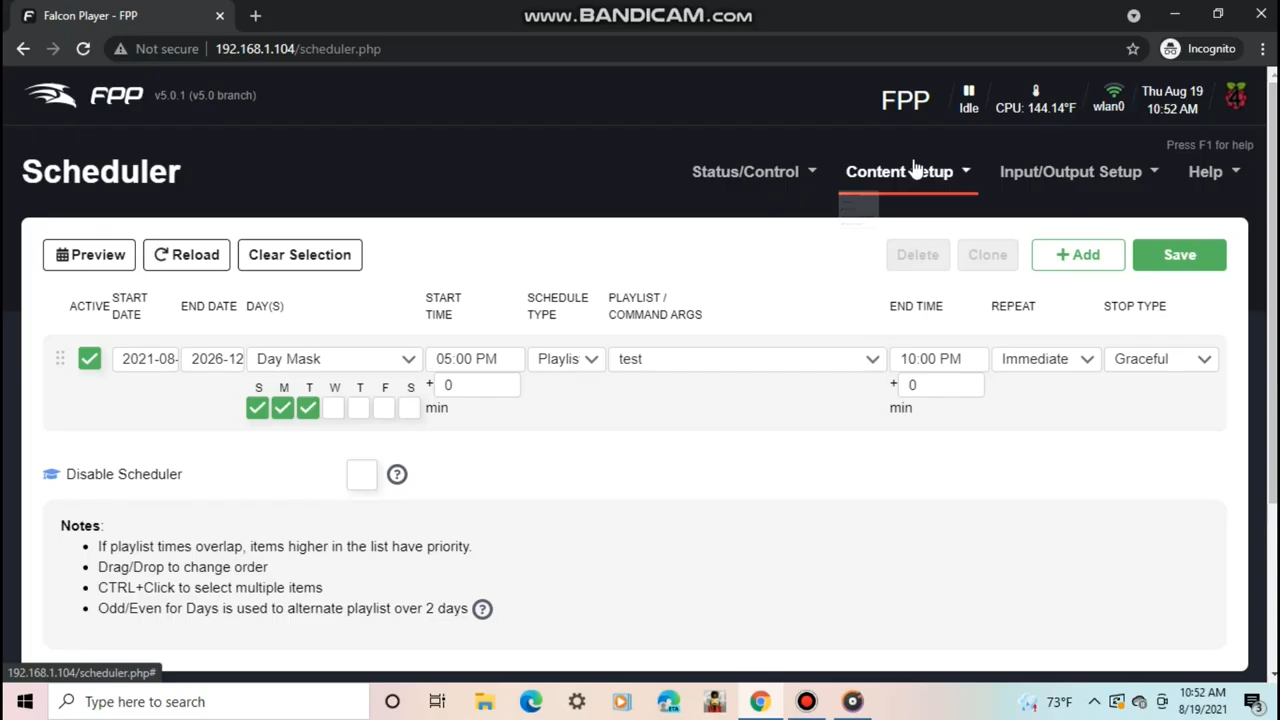 Falcon Player - FPP
www.BANDICAM.com
Not secure 192.168.1.104/scheduler.php
Incognito
FPP v5.0.1 (v5.0 branch)
FPP
Idle
CPU: 144.14°F
wlan0
Thu Aug 19
10:52 AM
Press F1 for help
Scheduler
Status/Control
Content Setup
Input/Output Setup
Help
Preview
Reload
Clear Selection
Delete
Clone
+ Add
Save
ACTIVE
START
DATE
END DATE
DAY(S)
START
TIME
SCHEDULE
TYPE
PLAYLIST /
COMMAND ARGS
END TIME
REPEAT
STOP TYPE
2021-08-
2026-12
Day Mask
05:00 PM
Playlis
test
10:00 PM
Immediate
Graceful
S M T W T F S
+ 0
min
+ 0
min
Disable Scheduler
?
Notes:
• If playlist times overlap, items higher in the list have priority.
• Drag/Drop to change order
• CTRL+Click to select multiple items
• Odd/Even for Days is used to alternate playlist over 2 days ?
192.168.1.104/scheduler.php#
Type here to search
73°F
10:52 AM
8/19/2021
3